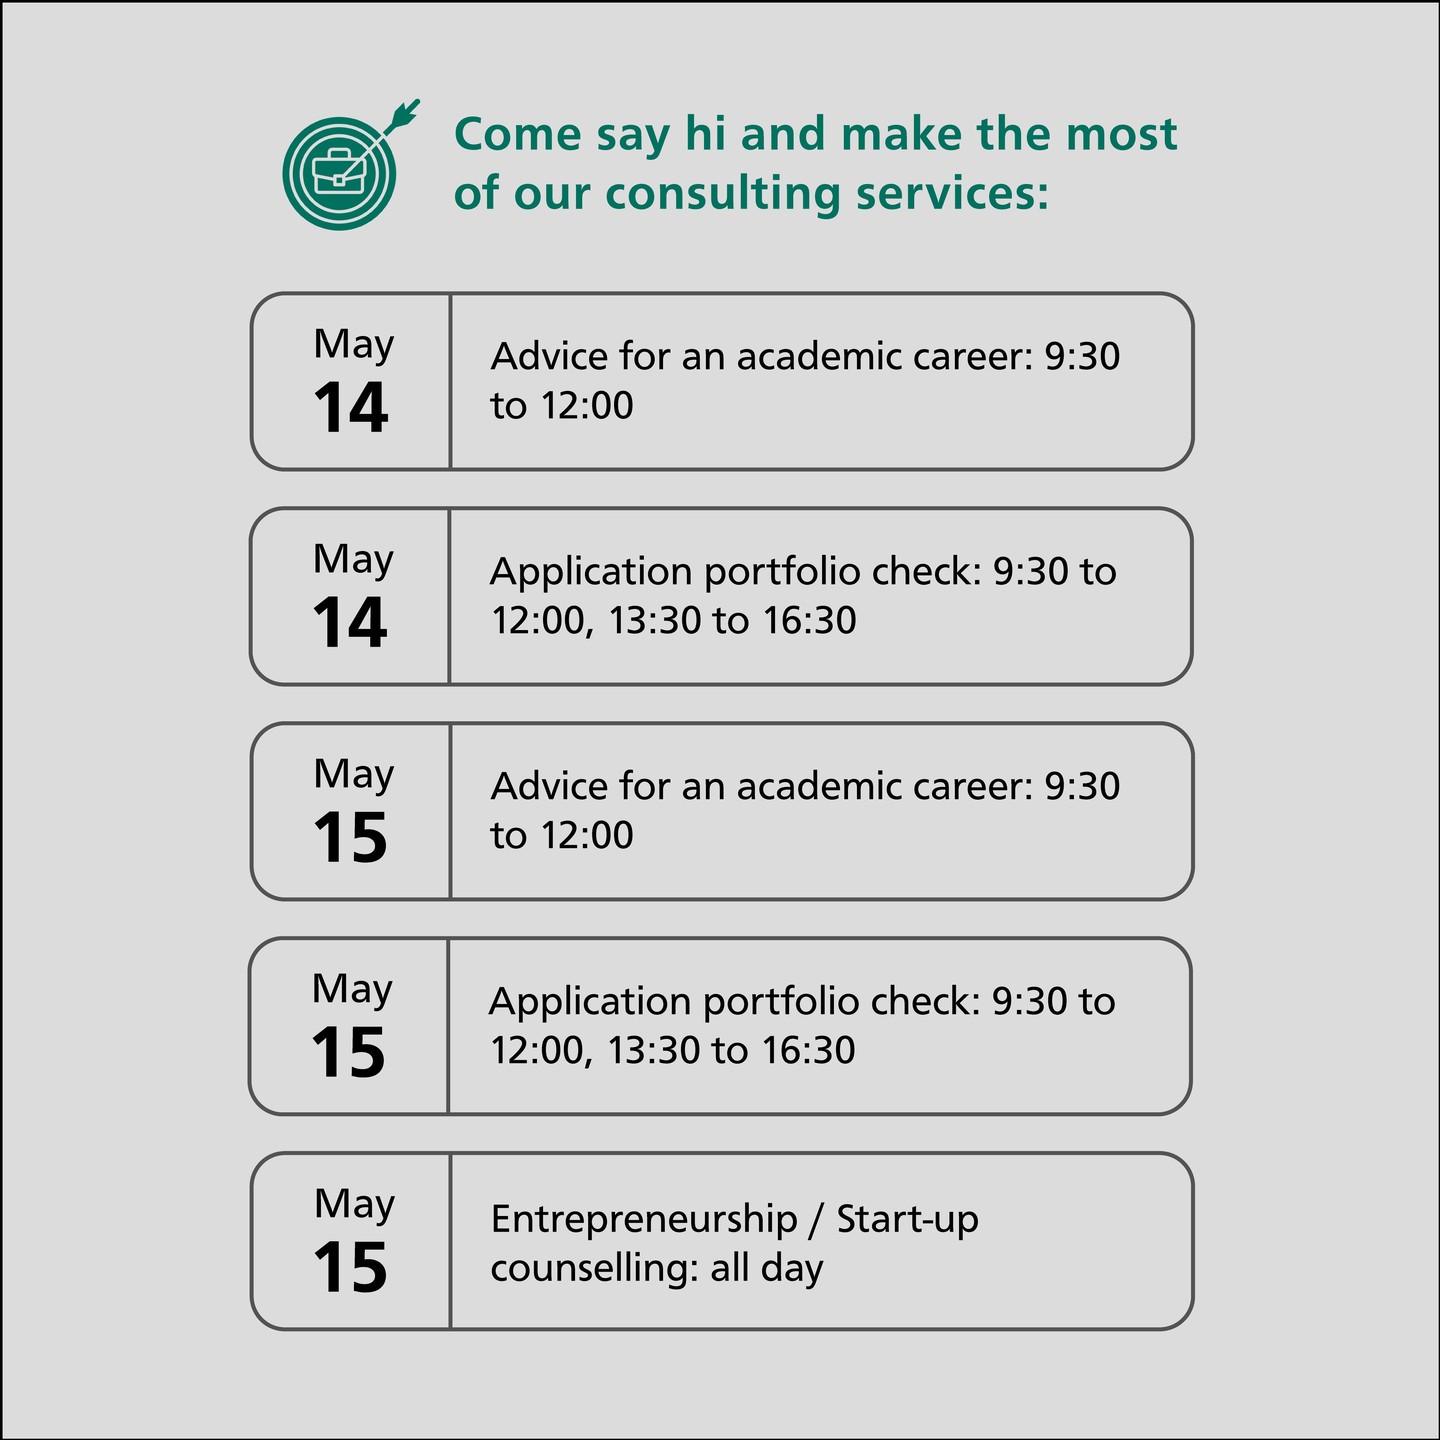 Come say hi and make the most
of our consulting services:
May
14
Advice for an academic career: 9:30
to 12:00
May
14
Application portfolio check: 9:30 to
12:00, 13:30 to 16:30
May
15
Advice for an academic career: 9:30
to 12:00
May
15
Application portfolio check: 9:30 to
12:00, 13:30 to 16:30
May
15
Entrepreneurship / Start-up
counselling: all day